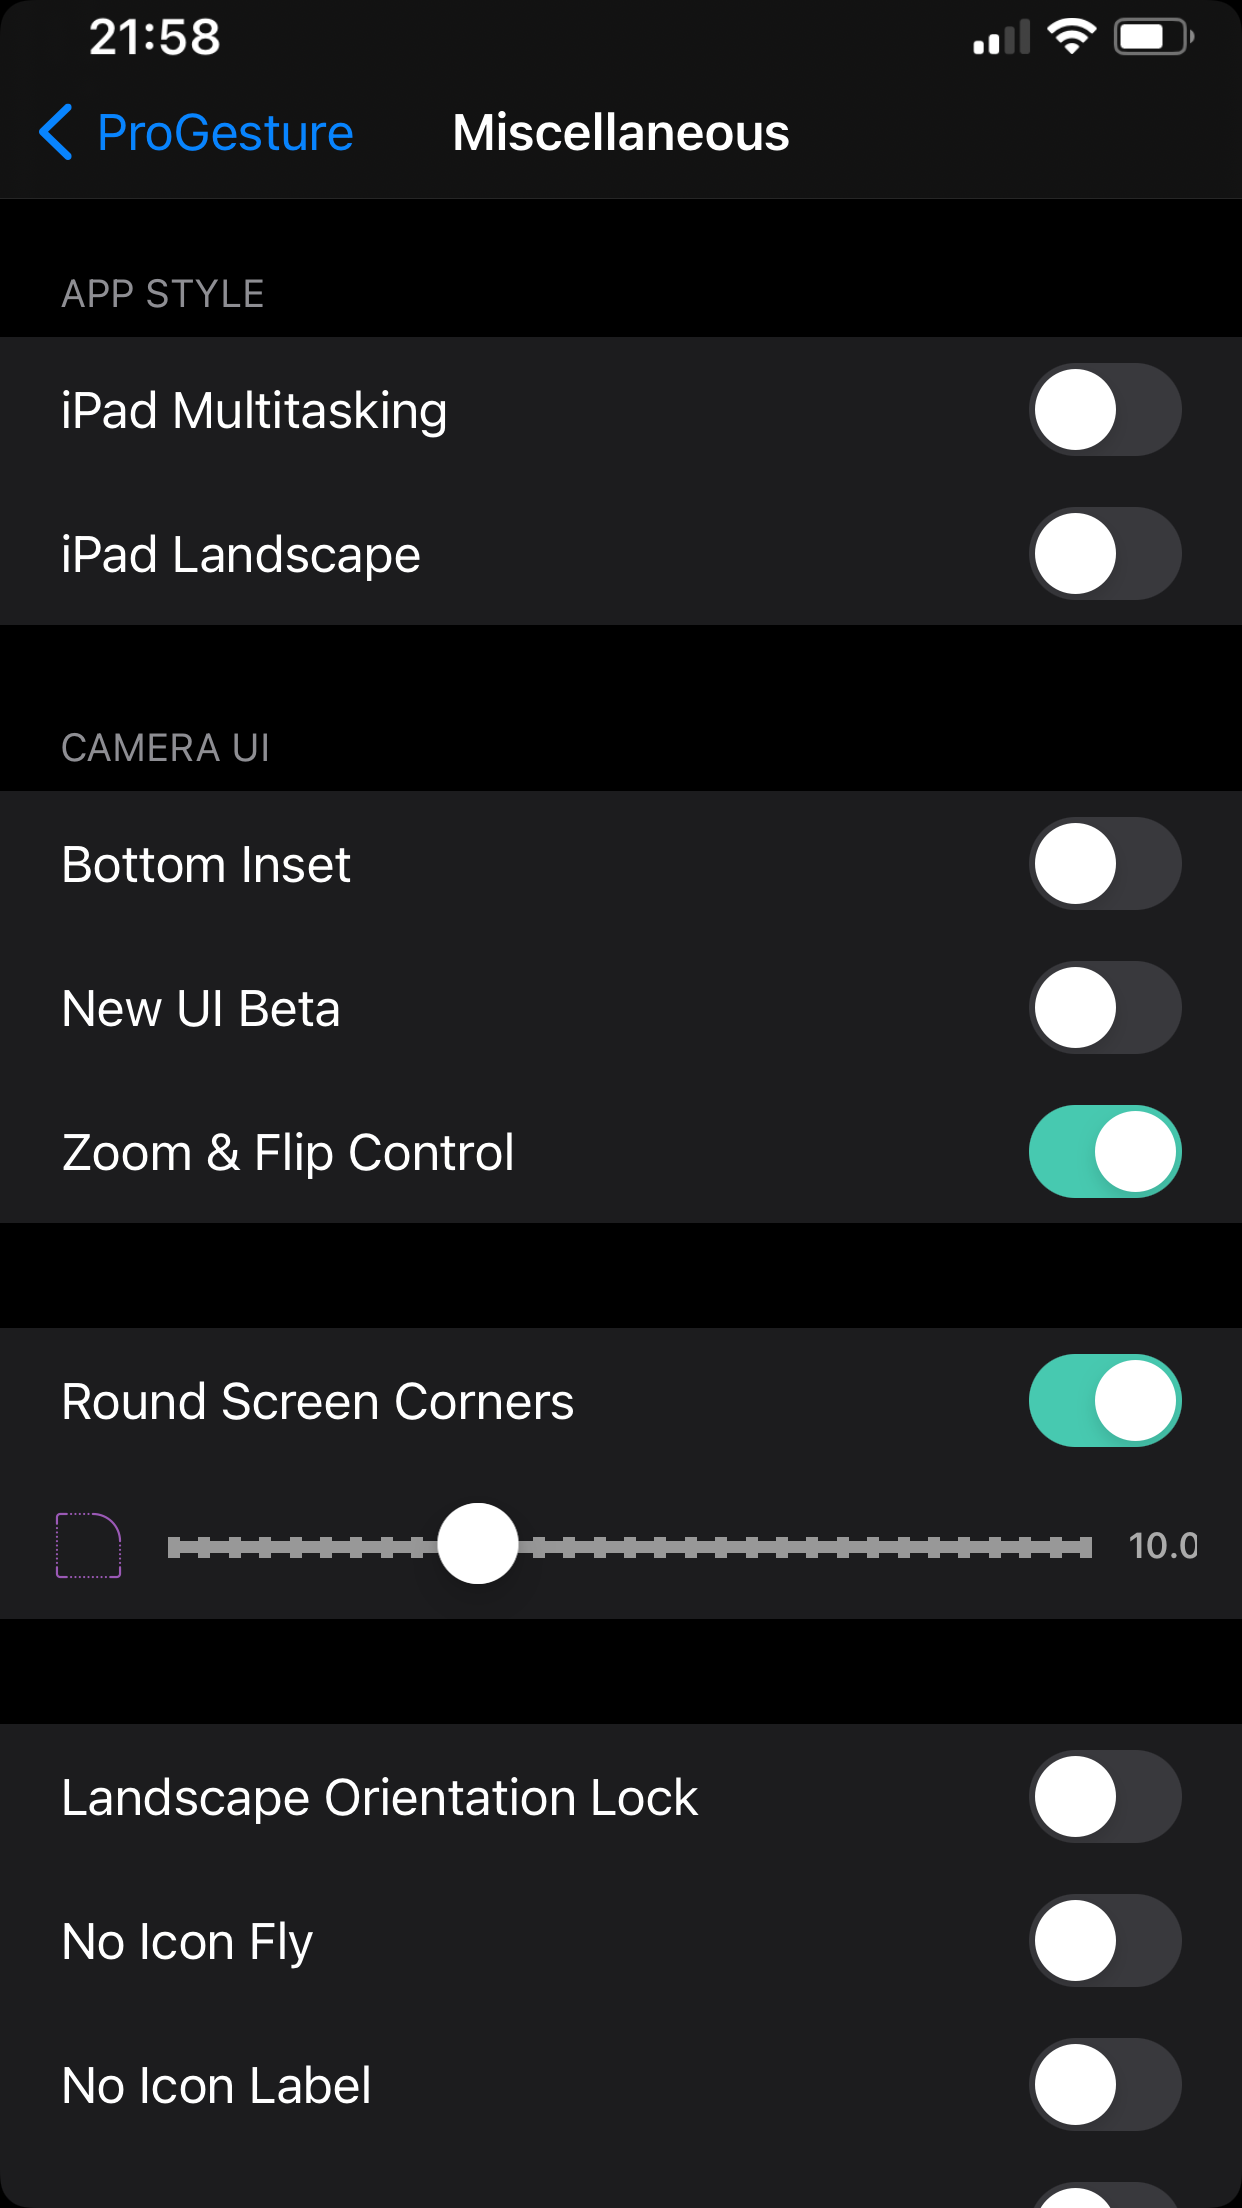 21:58
ProGesture
Miscellaneous
APP STYLE
iPad Multitasking
iPad Landscape
CAMERA UI
Bottom Inset
New UI Beta
Zoom & Flip Control
Round Screen Corners
10.0
Landscape Orientation Lock
No Icon Fly
No Icon Label